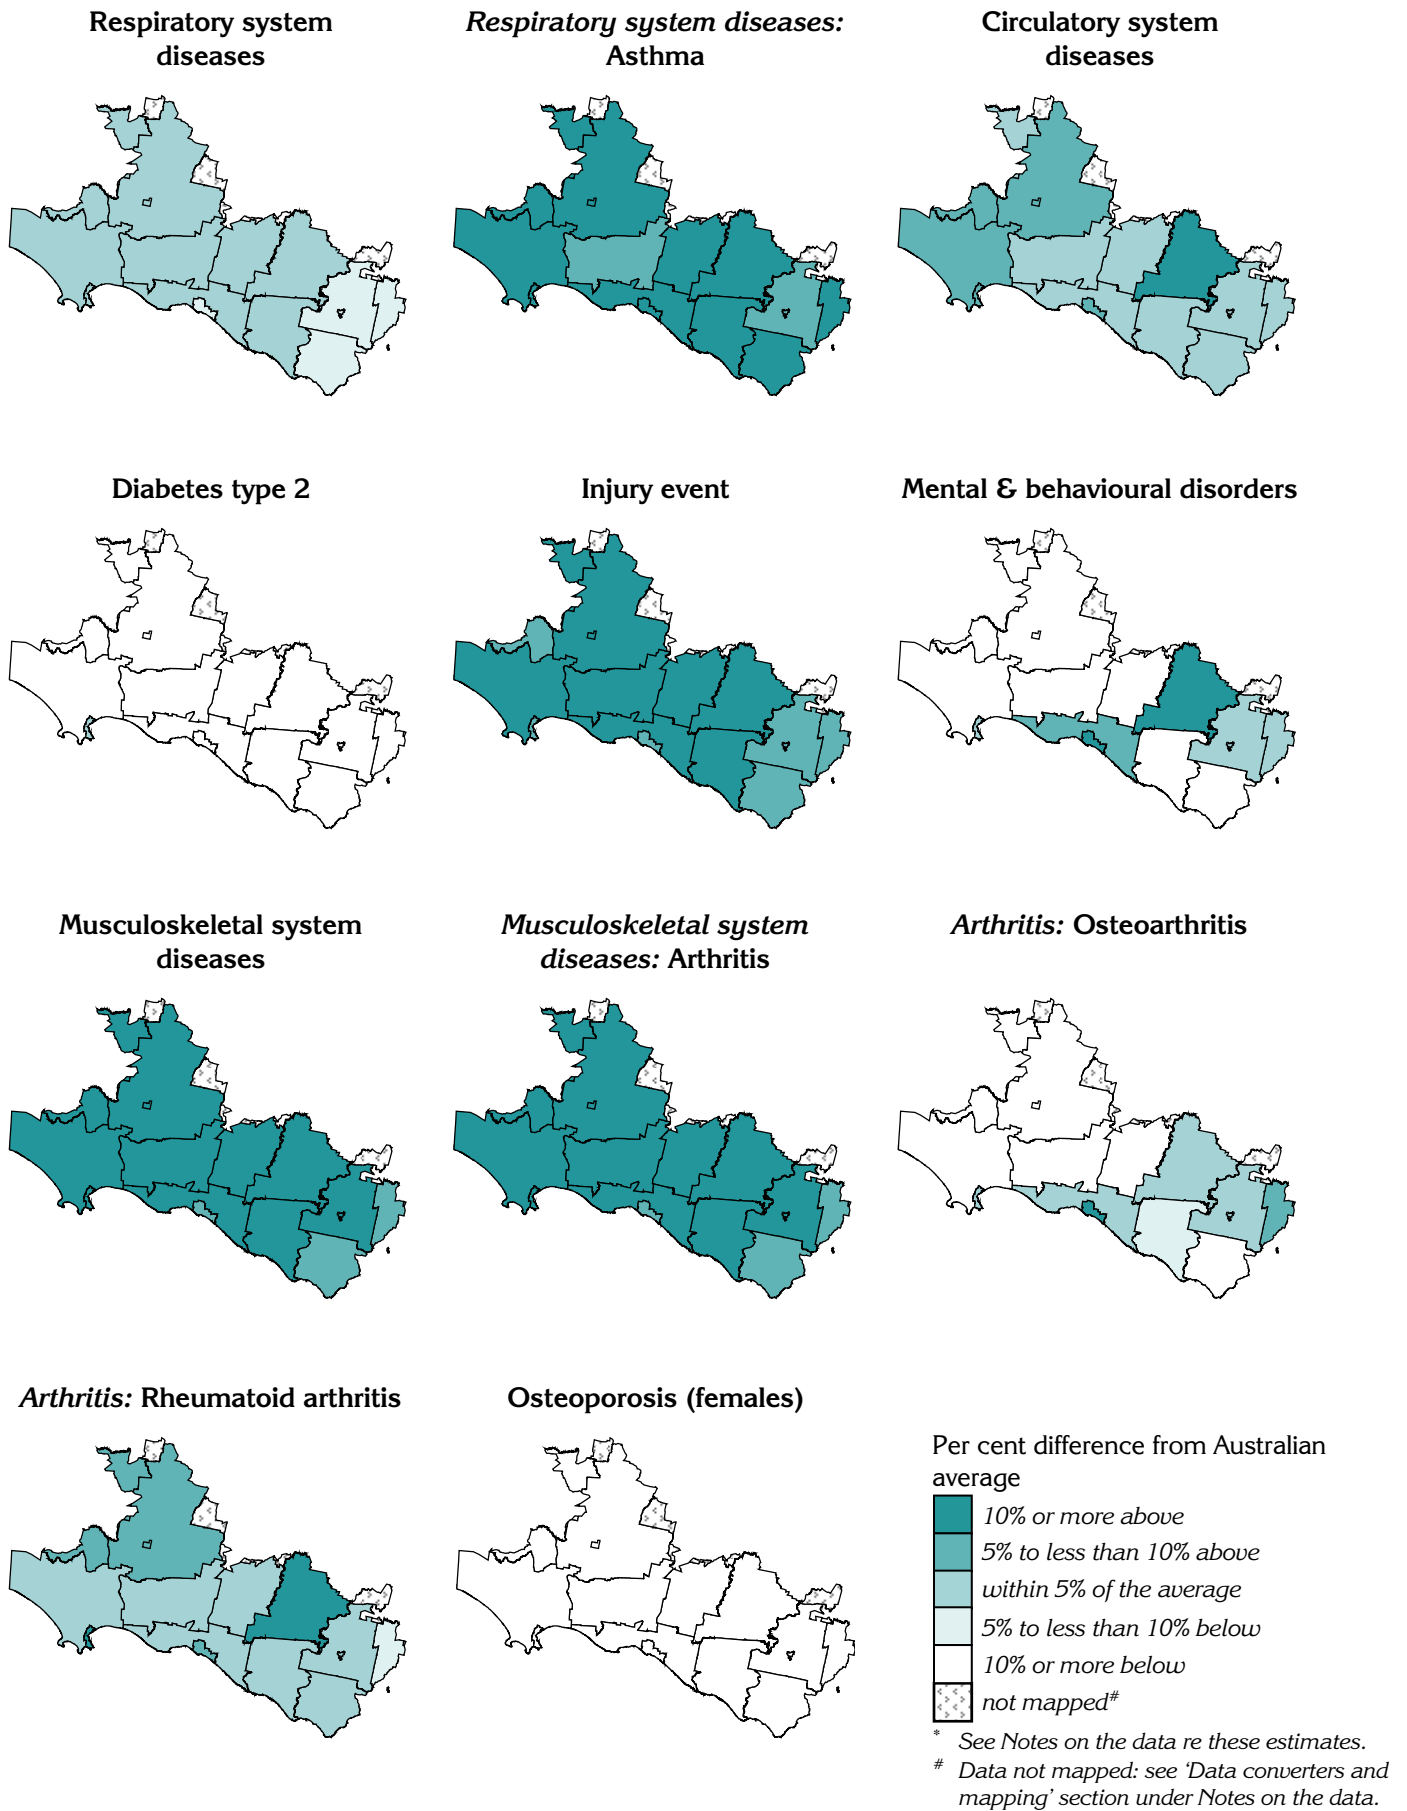 Respiratory system
diseases
Respiratory system diseases:
Asthma
Circulatory system
diseases
Diabetes type 2
Injury event
Mental & behavioural disorders
Musculoskeletal system
diseases
Musculoskeletal system
diseases: Arthritis
Arthritis: Osteoarthritis
Arthritis: Rheumatoid arthritis
Osteoporosis (females)
Per cent difference from Australian
average
10% or more above
5% to less than 10% above
within 5% of the average
5% to less than 10% below
10% or more below
not mapped#
* See Notes on the data re these estimates.
# Data not mapped: see ‘Data converters and
mapping’ section under Notes on the data.